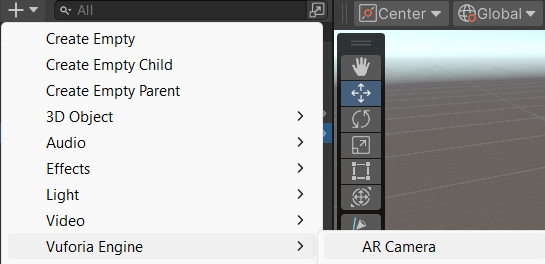 All
Center
Global
Create Empty
Create Empty Child
Create Empty Parent
3D Object
Audio
Effects
Light
Video
Vuforia Engine
AR Camera